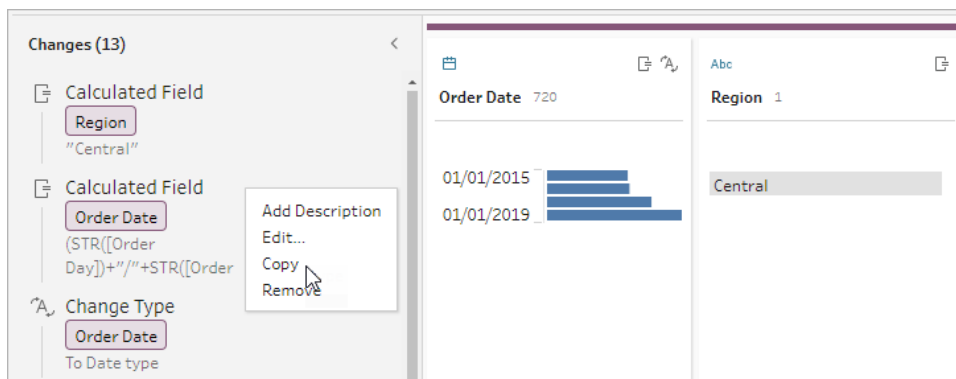 Changes (13)
Calculated Field
Region
"Central"
Calculated Field
Order Date
(STR([Order
Day])+"/"+STR([Order
Change Type
Order Date
To Date type
Add Description
Edit...
Copy
Remove
Order Date 720
01/01/2015
01/01/2019
Abc
Region 1
Central